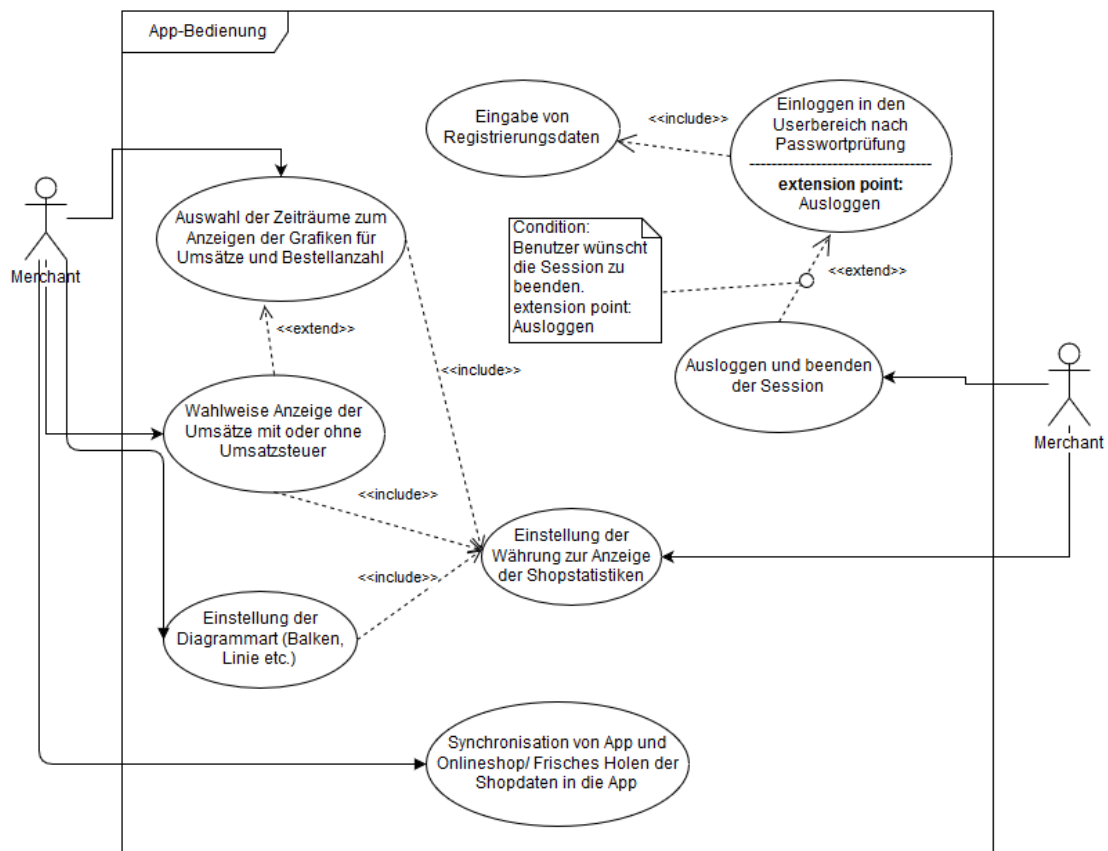 App-Bedienung
Eingabe von
Registrierungsdaten
<<include>>
Einloggen in den
Userbereich nach
Passwortprüfung
extension point:
Ausloggen
Merchant
Auswahl der Zeiträume zum
Anzeigen der Grafiken für
Umsätze und Bestellanzahl
Condition:
Benutzer wünscht
die Session zu
beenden.
extension point:
Ausloggen
<<extend>>
<<extend>>
<<include>>
Ausloggen und beenden
der Session
Merchant
Wahlweise Anzeige der
Umsätze mit oder ohne
Umsatzsteuer
<<include>>
Einstellung der
Währung zur Anzeige
der Shopstatistiken
<<include>>
Einstellung der
Diagrammart (Balken,
Linie etc.)
Synchronisation von App und
Onlineshop/ Frisches Holen der
Shopdaten in die App